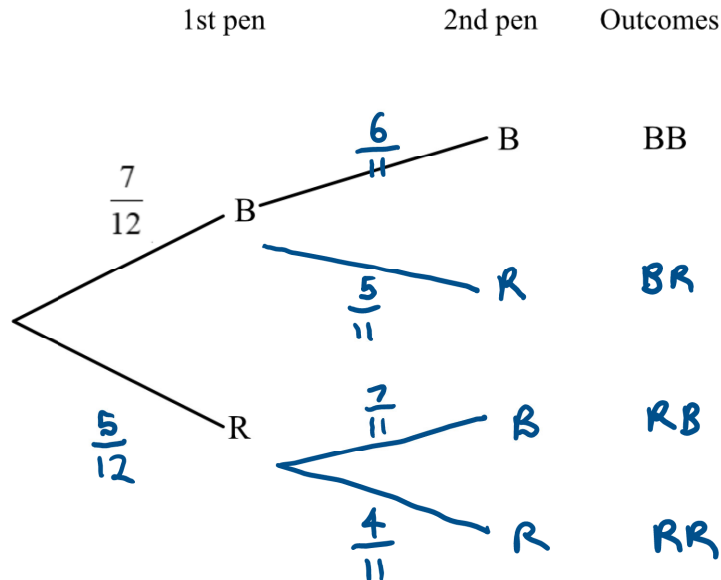 1st pen 2nd pen Outcomes
6/11 B BB
7/12 B
5/11 R BR
7/11 B RB
5/12 R
4/11 R RR